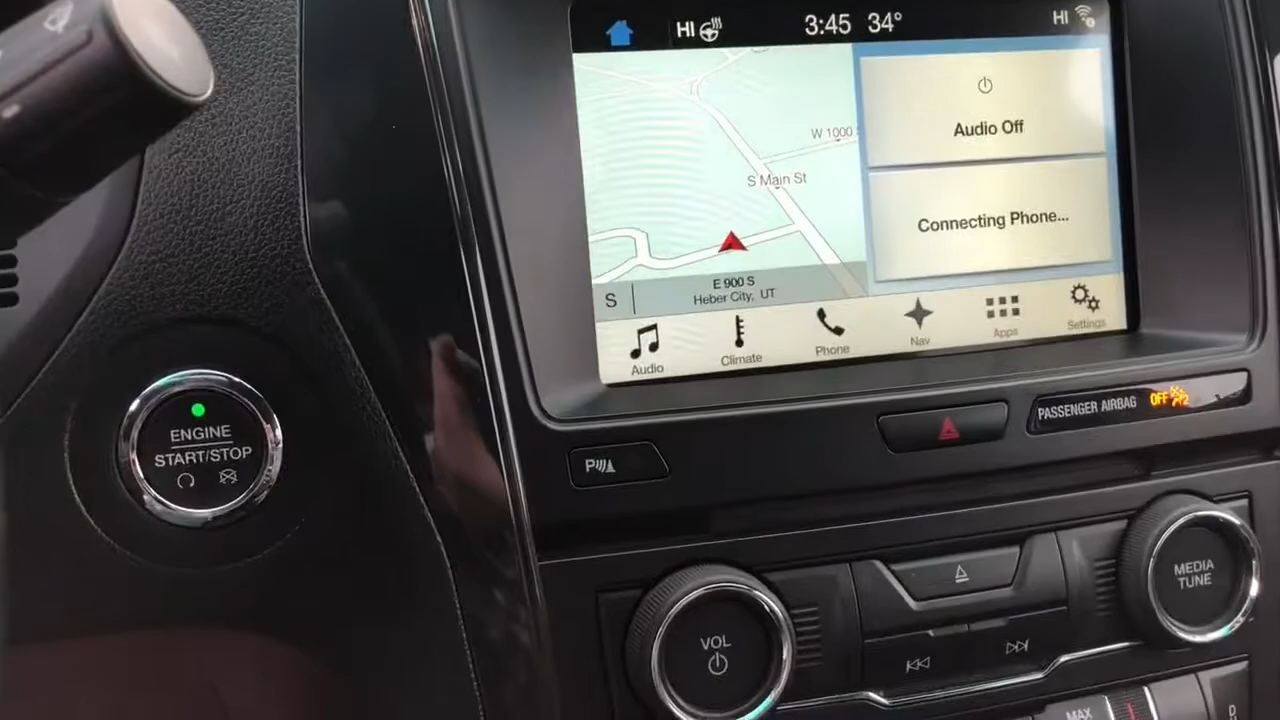 HI
3:45
34°
HI
W 1000
S Main St
E 900 S
Heber City, UT
S
Audio Off
Connecting Phone...
Audio
Climate
Phone
Nav
Apps
Settings
PASSENGER AIRBAG
OFF
ENGINE
START/STOP
P
VOL
MEDIA
TUNE
MAX
D